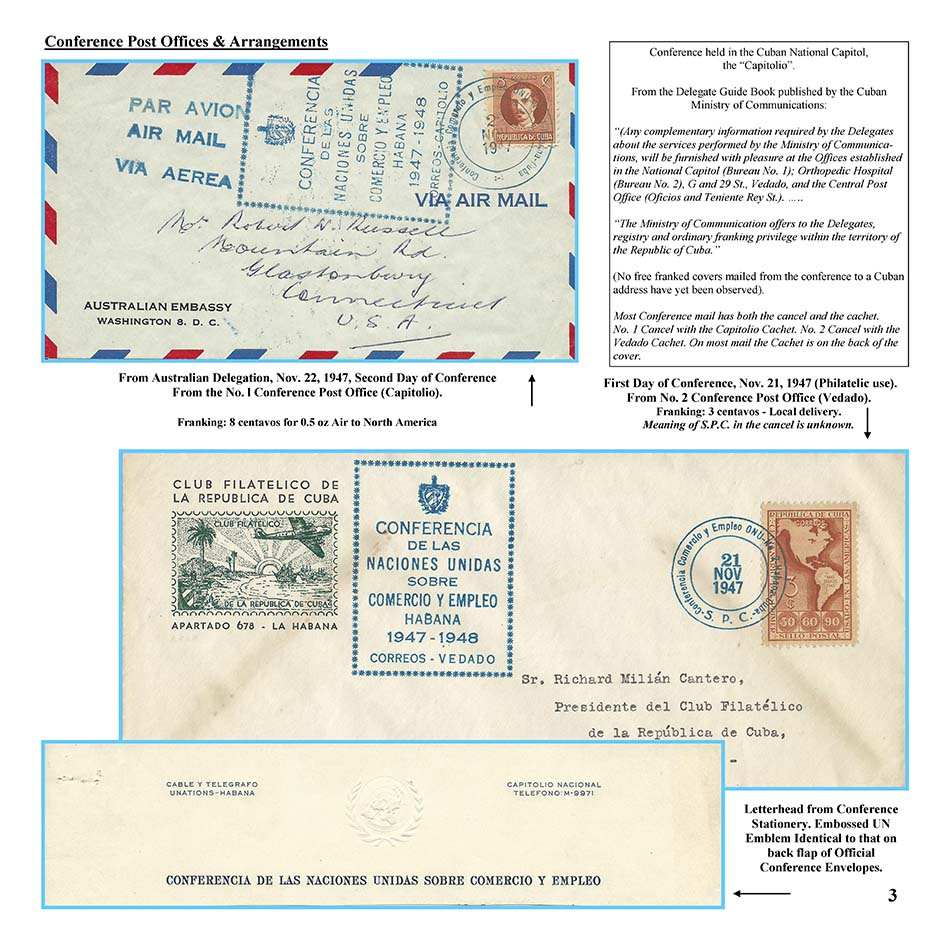 Conference Post Offices & Arrangements
PAR AVION
AIR MAIL
VIA AEREA
CONFERENCIA
DE LAS
NACIONES UNIDAS
SOBRE
COMERCIO Y EMPLEO
HABANA
1947-1948
CORREOS-CAPITOLIO
REPUBLICA DE CUBA
VIA AIR MAIL
Mr Robert W. Russell
Mountain Rd.
Glastonbury
Connecticut
U.S.A.
AUSTRALIAN EMBASSY
WASHINGTON 8. D. C.
Conference held in the Cuban National Capitol,
the “Capitolio”.
From the Delegate Guide Book published by the Cuban
Ministry of Communications:
“(Any complementary information required by the Delegates
about the services performed by the Ministry of Communica-
tions, will be furnished with pleasure at the Offices established
in the National Capitol (Bureau No. 1); Orthopedic Hospital
(Bureau No. 2), G and 29 St., Vedado, and the Central Post
Office (Oficios and Teniente Rey St.). .....
“The Ministry of Communication offers to the Delegates,
registry and ordinary franking privilege within the territory of
the Republic of Cuba.”
(No free franked covers mailed from the conference to a Cuban
address have yet been observed).
Most Conference mail has both the cancel and the cachet.
No. 1 Cancel with the Capitolio Cachet. No. 2 Cancel with the
Vedado Cachet. On most mail the Cachet is on the back of the
cover.
From Australian Delegation, Nov. 22, 1947, Second Day of Conference
From the No. 1 Conference Post Office (Capitolio).
Franking: 8 centavos for 0.5 oz Air to North America
First Day of Conference, Nov. 21, 1947 (Philatelic use).
From No. 2 Conference Post Office (Vedado).
Franking: 3 centavos - Local delivery.
Meaning of S.P.C. in the cancel is unknown.
CLUB FILATELICO DE
LA REPUBLICA DE CUBA
CLUB FILATELICO
DE LA REPUBLICA DE CUBA
APARTADO 678 - LA HABANA
CONFERENCIA
DE LAS
NACIONES UNIDAS
SOBRE
COMERCIO Y EMPLEO
HABANA
1947-1948
CORREOS - VEDADO
Conferencia Comercio y Empleo ONU
21
NOV
1947
S. P. C.
REPUBLICA DE CUBA
CORREOS
3
¢
30 60 90
SELLO POSTAL
Sr. Richard Milián Cantero,
Presidente del Club Filatélico
de la República de Cuba,
CABLE Y TELEGRAFO
UNATIONS-HABANA
CAPITOLIO NACIONAL
TELEFONO: M-9971
CONFERENCIA DE LAS NACIONES UNIDAS SOBRE COMERCIO Y EMPLEO
Letterhead from Conference
Stationery. Embossed UN
Emblem Identical to that on
back flap of Official
Conference Envelopes.
3